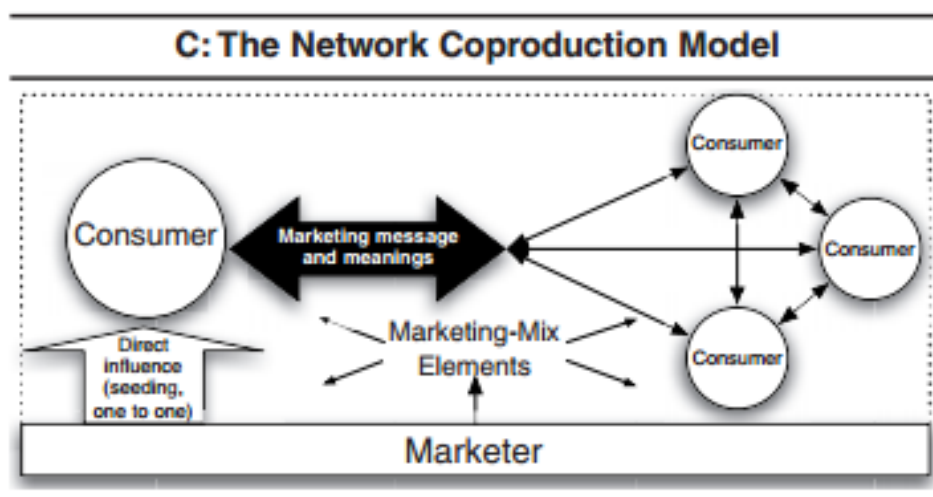 C: The Network Coproduction Model
Consumer
Consumer
Marketing message
and meanings
Consumer
Consumer
Direct
influence
(seeding,
one to one)
Marketing-Mix
Elements
Marketer